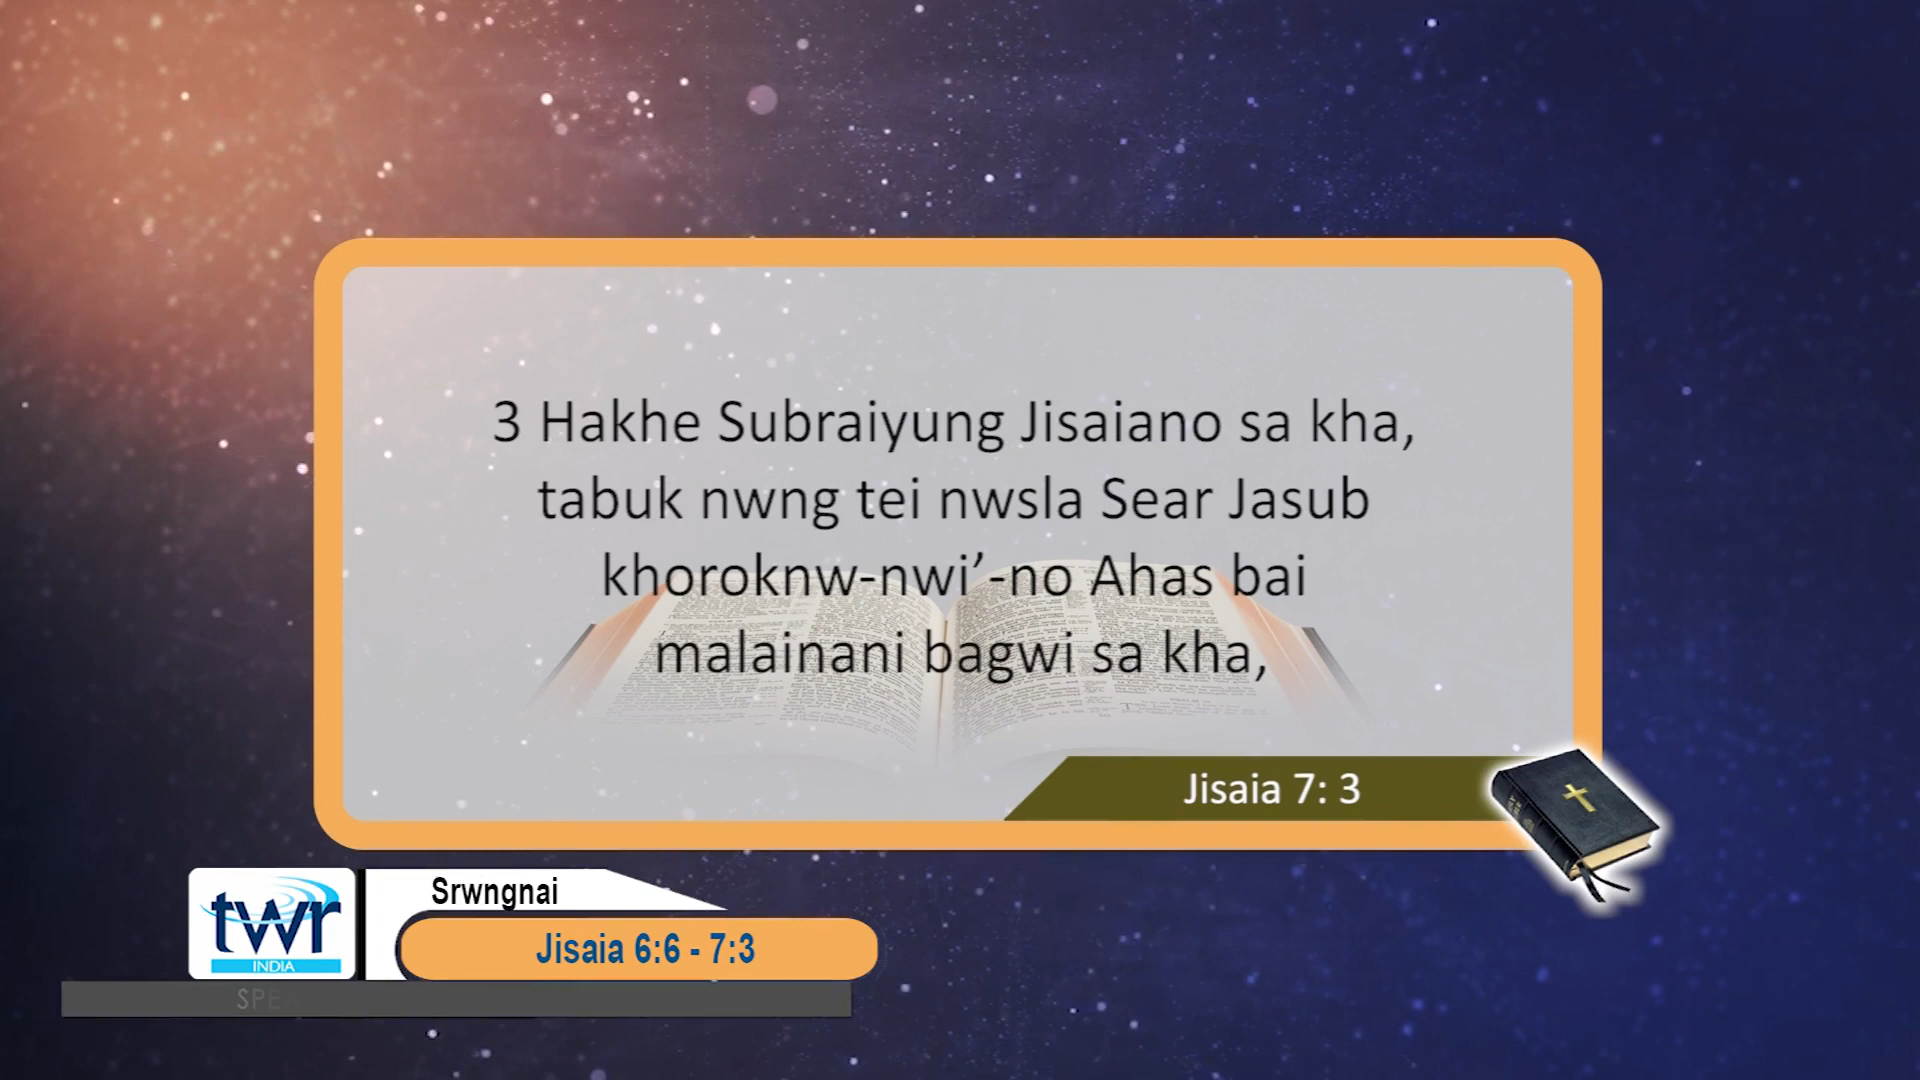 3 Hakhe Subraiyung Jisaiano sa kha,
tabuk nwng tei nwsla Sear Jasub
khoroknw-nwi’-no Ahas bai
malainani bagwi sa kha,
Jisaia 7: 3
twr
INDIA
Srwngnai
Jisaia 6:6 - 7:3